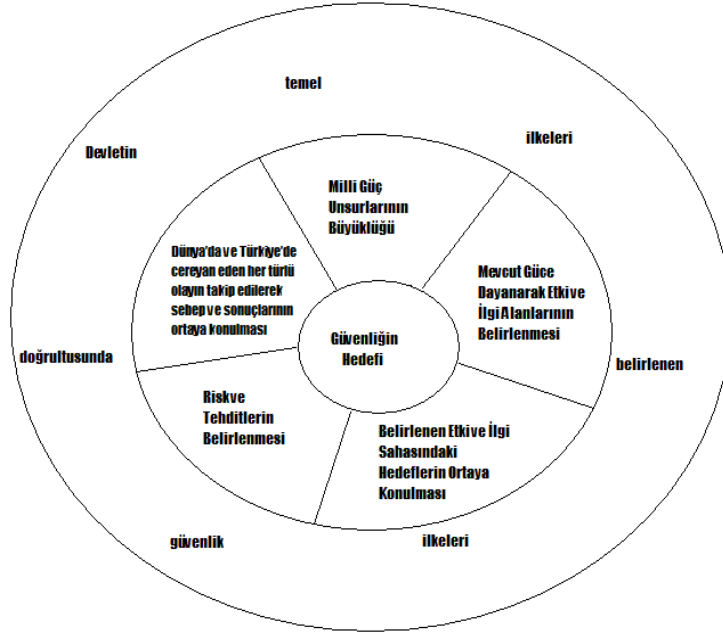 temel
ilkeleri
Devletin
Milli Güç
Unsurlarının
Büyüklüğü
Dünya'da ve Türkiye'de
cereyan eden her türlü
olayın takip edilerek
sebep ve sonuçlarının
ortaya konulması
Mevcut Güce
Dayanarak Etki ve
İlgi Alanlarının
Belirlenmesi
Güvenliğin
Hedefi
doğrultusunda
belirlenen
Risk ve
Tehditlerin
Belirlenmesi
Belirlenen Etki ve İlgi
Sahasındaki
Hedeflerin Ortaya
Konulması
güvenlik
ilkeleri